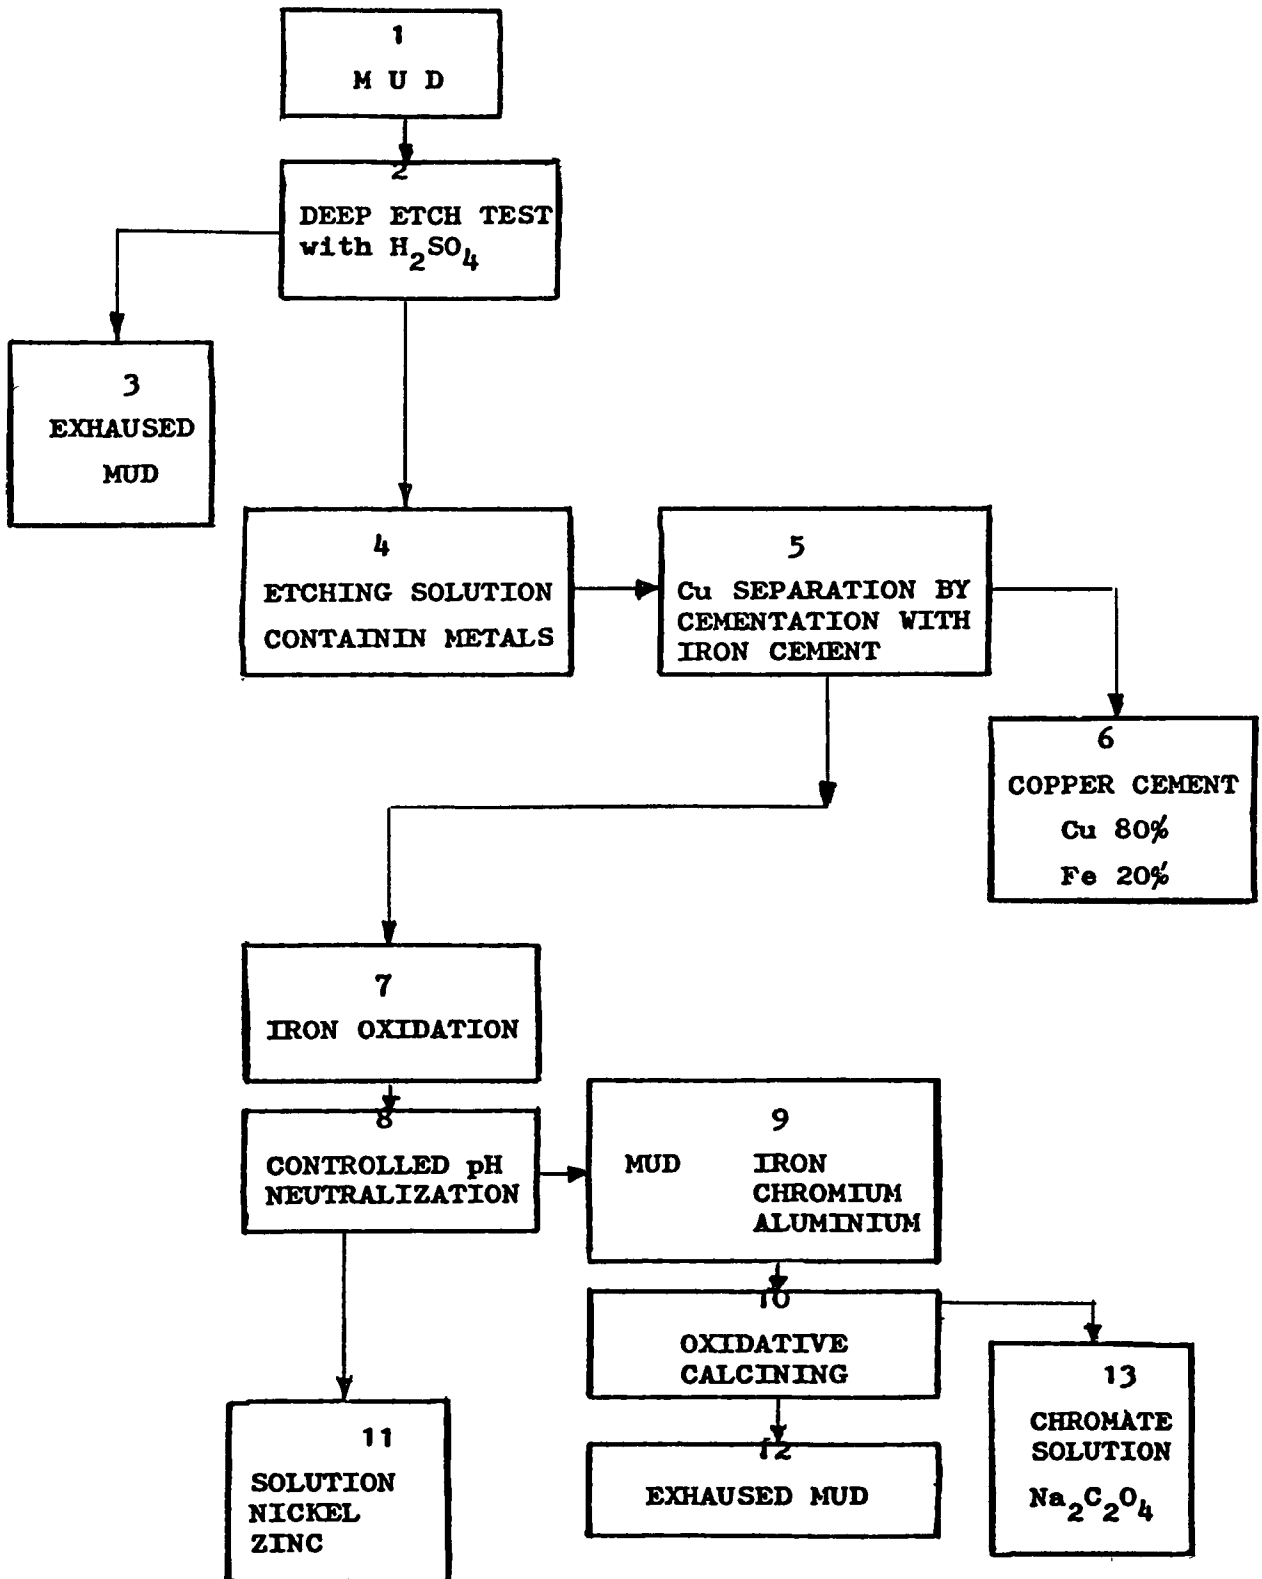 1
M U D
2
DEEP ETCH TEST
with H₂SO₄
3
EXHAUSED
MUD
4
ETCHING SOLUTION
CONTAININ METALS
5
Cu SEPARATION BY
CEMENTATION WITH
IRON CEMENT
6
COPPER CEMENT
Cu 80%
Fe 20%
7
IRON OXIDATION
8
CONTROLLED pH
NEUTRALIZATION
9
MUD IRON
CHROMIUM
ALUMINIUM
10
OXIDATIVE
CALCINING
11
SOLUTION
NICKEL
ZINC
12
EXHAUSED MUD
13
CHROMATE
SOLUTION
Na₂C₂O₄